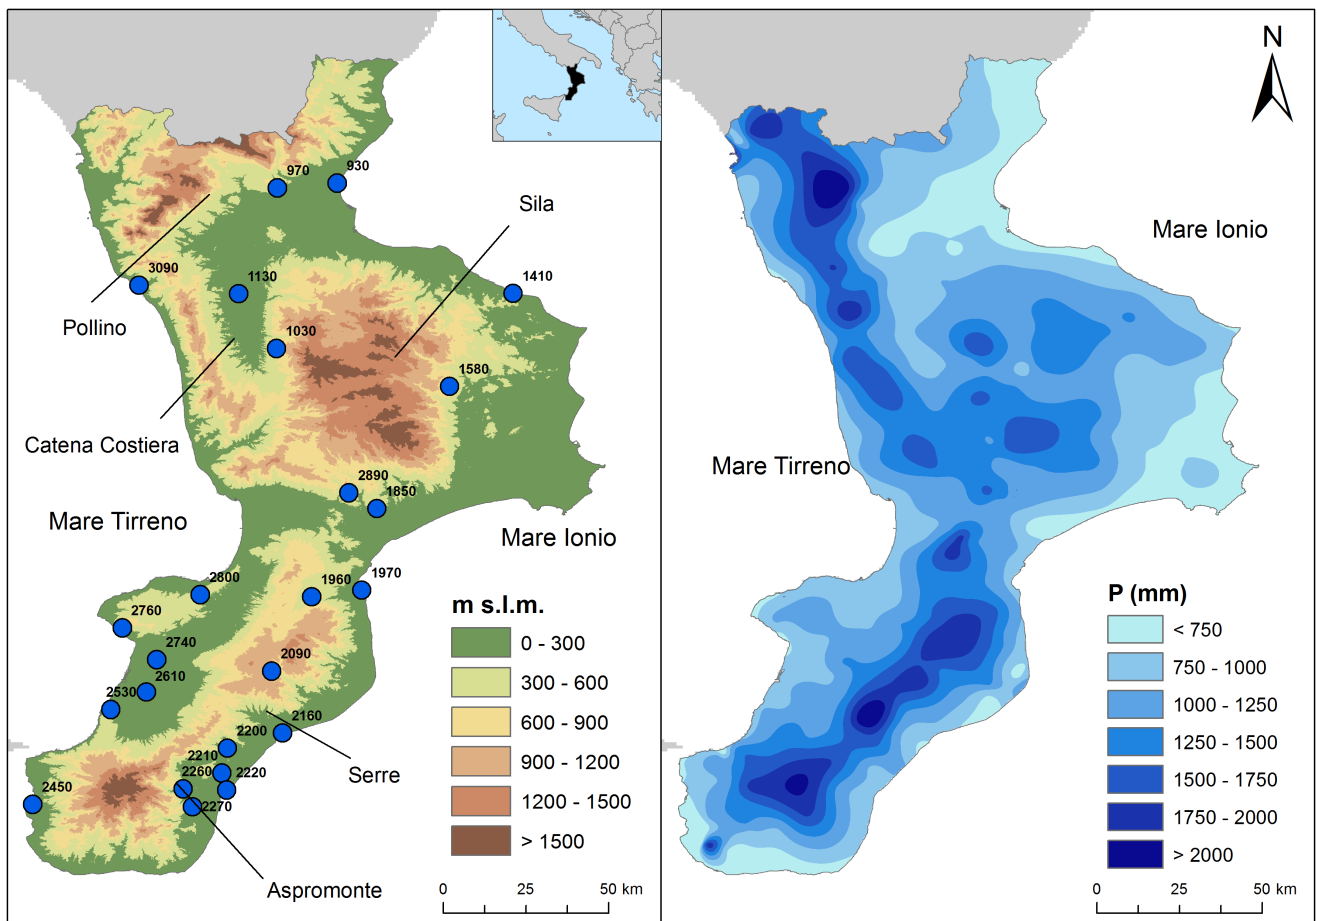 970
930
Sila
3090
1130
1410
Pollino
1030
1580
Catena Costiera
2890
1850
Mare Tirreno
Mare Ionio
2800
1960
1970
2760
2740
2090
2610
2530
2160
2200
2210
2260
2220
2450
2270
Serre
Aspromonte
m s.l.m.
0 - 300
300 - 600
600 - 900
900 - 1200
1200 - 1500
> 1500
0 25 50 km
N
Mare Ionio
Mare Tirreno
P (mm)
< 750
750 - 1000
1000 - 1250
1250 - 1500
1500 - 1750
1750 - 2000
> 2000
0 25 50 km